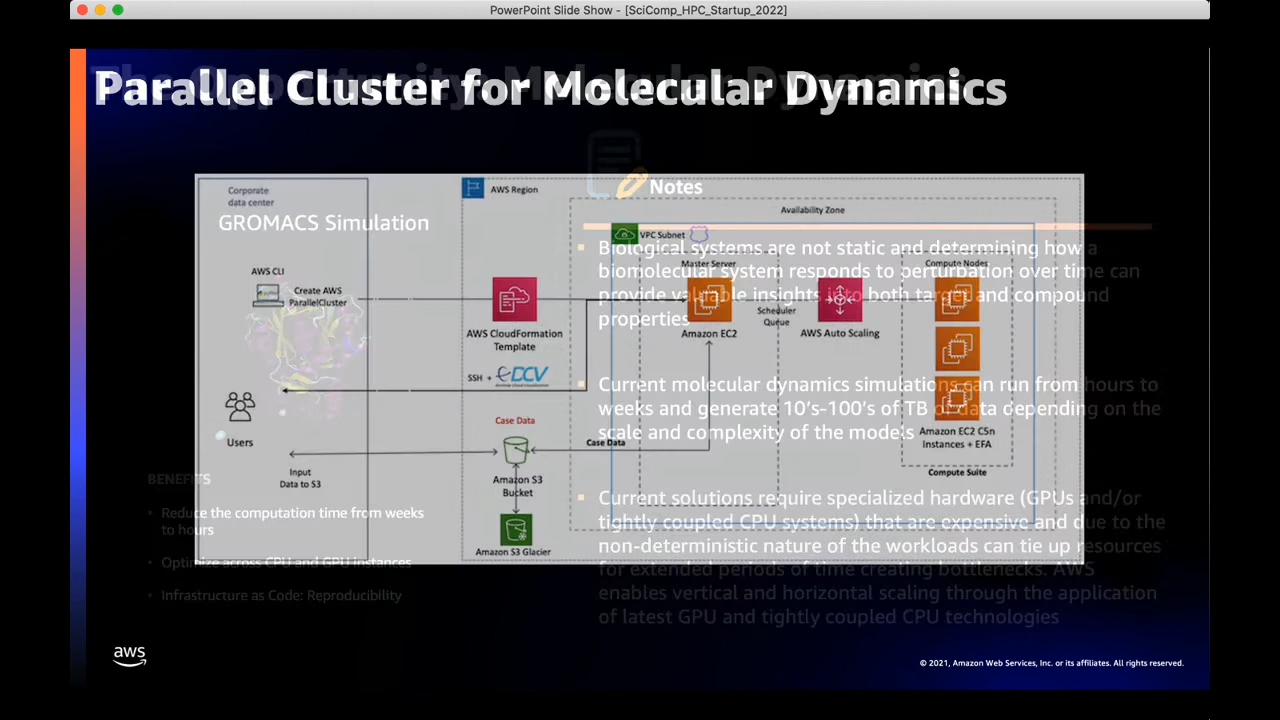 PowerPoint Slide Show - [SciComp_HPC_Startup_2022]
Parallel Cluster for Molecular Dynamics
The Opportunity: Molecular Dynamics
Corporate
data center
GROMACS Simulation
AWS CLI
Create AWS
ParallelCluster
Users
Input
Data to S3
AWS Region
AWS CloudFormation
Template
SSH +
DCV
Case Data
Amazon S3
Bucket
Amazon S3 Glacier
Case Data
Availability Zone
VPC Subnet
Master Server
Amazon EC2
Scheduler
Queue
AWS Auto Scaling
Compute Nodes
Amazon EC2 C5n
Instances + EFA
Compute Suite
Notes
Biological systems are not static and determining how a
biomolecular system responds to perturbation over time can
provide valuable insights into both target and compound
properties
Current molecular dynamics simulations can run from hours to
weeks and generate 10's-100's of TB of data depending on the
scale and complexity of the models
Current solutions require specialized hardware (GPUs and/or
tightly coupled CPU systems) that are expensive and due to the
non-deterministic nature of the workloads can tie up resources
for extended periods of time creating bottlenecks. AWS
enables vertical and horizontal scaling through the application
of latest GPU and tightly coupled CPU technologies
BENEFITS
Reduce the computation time from weeks
to hours
Optimize across CPU and GPU instances
Infrastructure as Code: Reproducibility
aws
© 2021, Amazon Web Services, Inc. or its affiliates. All rights reserved.